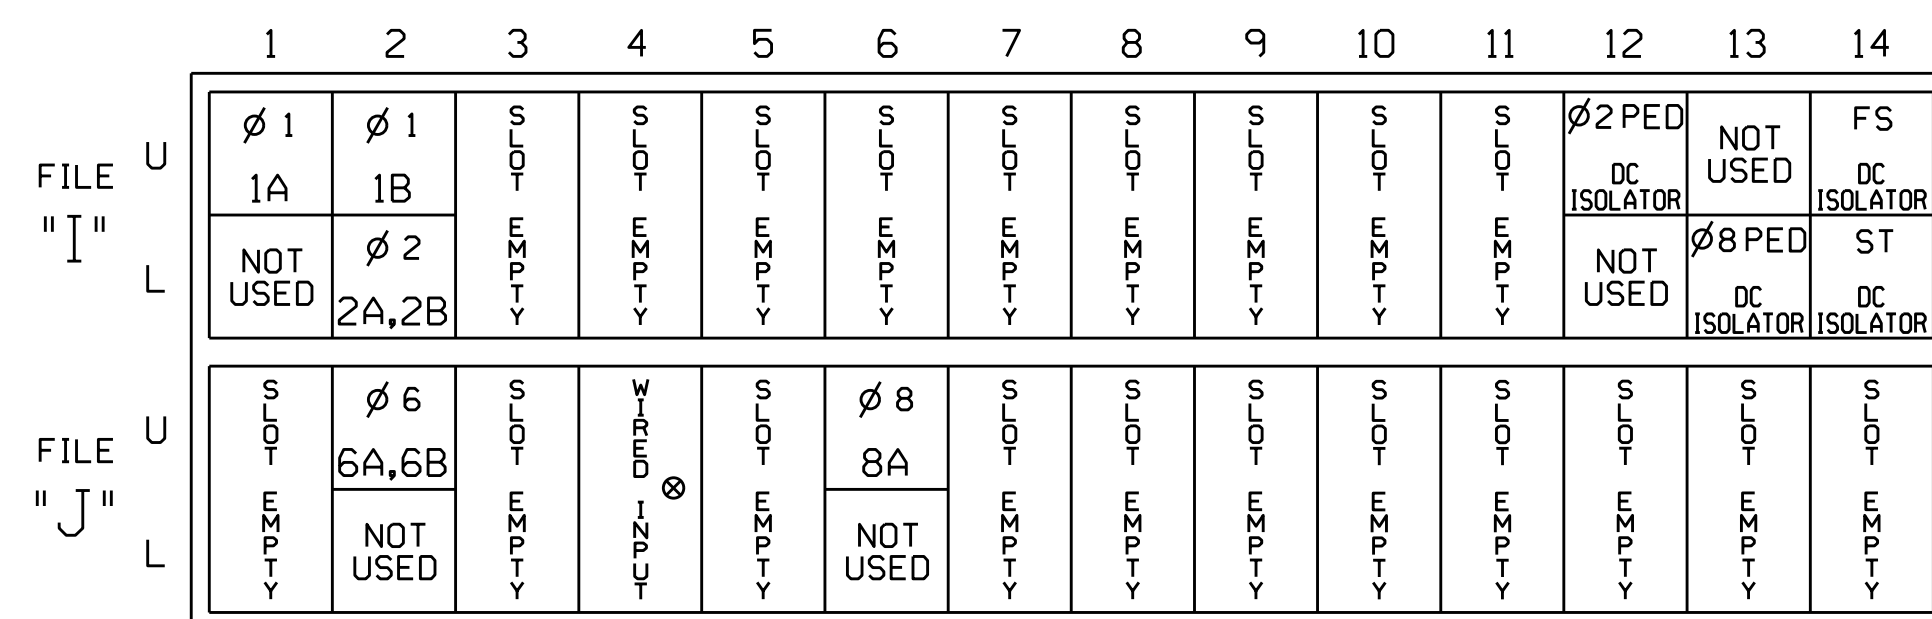 1 2 3 4 5 6 7 8 9 10 11 12 13 14
FILE "I"
U
L
Ø 1
1A
NOT
USED
Ø 1
1B
Ø 2
2A,2B
SLOT EMPTY
SLOT EMPTY
SLOT EMPTY
SLOT EMPTY
SLOT EMPTY
SLOT EMPTY
SLOT EMPTY
SLOT EMPTY
SLOT EMPTY
Ø2 PED
DC
ISOLATOR
NOT
USED
NOT
USED
Ø8 PED
DC
ISOLATOR
FS
DC
ISOLATOR
ST
DC
ISOLATOR
FILE
"J"
U
L
SLOT EMPTY
Ø 6
6A,6B
NOT
USED
SLOT EMPTY
WIRED INPUT
⊗
SLOT EMPTY
Ø 8
8A
NOT
USED
SLOT EMPTY
SLOT EMPTY
SLOT EMPTY
SLOT EMPTY
SLOT EMPTY
SLOT EMPTY
SLOT EMPTY
SLOT EMPTY